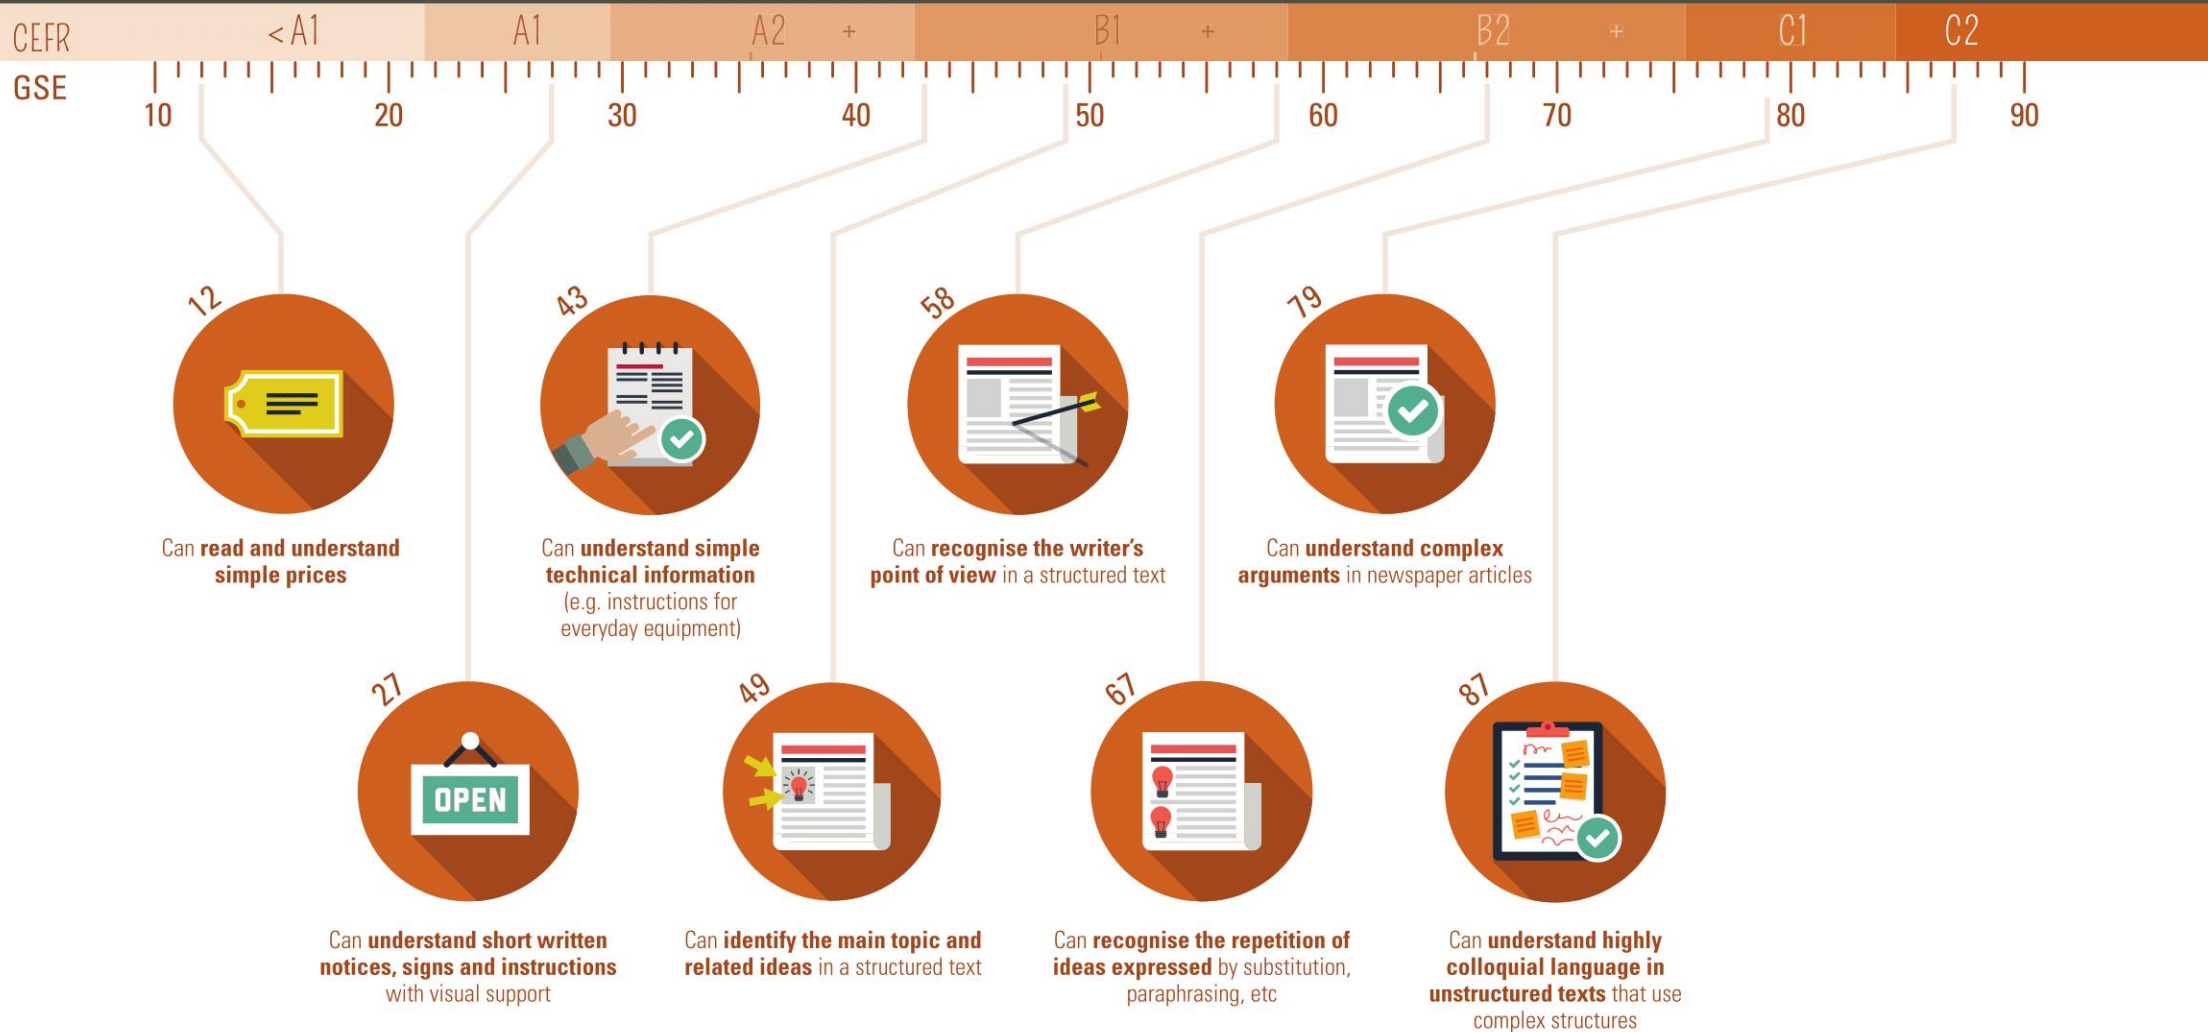 CEFR
< A1
A1
A2 +
B1 +
B2 +
C1
C2
GSE
10 20 30 40 50 60 70 80 90
12
Can read and understand
simple prices
43
Can understand simple
technical information
(e.g. instructions for
everyday equipment)
58
Can recognise the writer's
point of view in a structured text
79
Can understand complex
arguments in newspaper articles
27
OPEN
Can understand short written
notices, signs and instructions
with visual support
49
Can identify the main topic and
related ideas in a structured text
67
Can recognise the repetition of
ideas expressed by substitution,
paraphrasing, etc
87
Can understand highly
colloquial language in
unstructured texts that use
complex structures